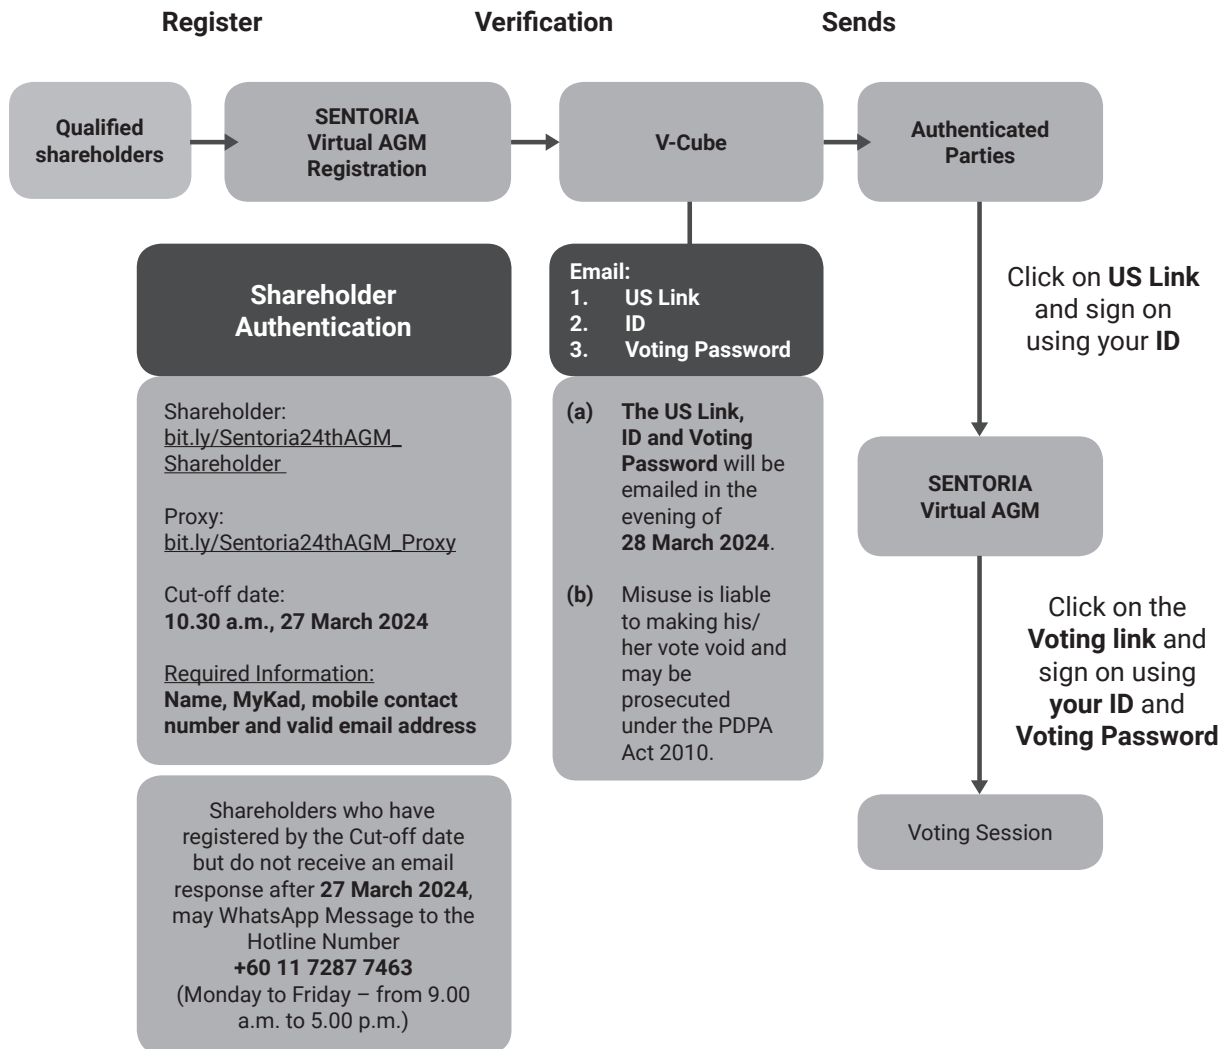 Register
Verification
Sends
Qualified
shareholders
SENTORIA
Virtual AGM
Registration
V-Cube
Authenticated
Parties
Shareholder
Authentication
Shareholder:
bit.ly/Sentoria24thAGM_
Shareholder
Proxy:
bit.ly/Sentoria24thAGM_Proxy
Cut-off date:
10.30 a.m., 27 March 2024
Required Information:
Name, MyKad, mobile contact
number and valid email address
Shareholders who have
registered by the Cut-off date
but do not receive an email
response after 27 March 2024,
may WhatsApp Message to the
Hotline Number
+60 11 7287 7463
(Monday to Friday – from 9.00
a.m. to 5.00 p.m.)
Email:
1. US Link
2. ID
3. Voting Password
(a) The US Link,
ID and Voting
Password will be
emailed in the
evening of
28 March 2024.
(b) Misuse is liable
to making his/
her vote void and
may be
prosecuted
under the PDPA
Act 2010.
Click on US Link
and sign on
using your ID
SENTORIA
Virtual AGM
Click on the
Voting link and
sign on using
your ID and
Voting Password
Voting Session